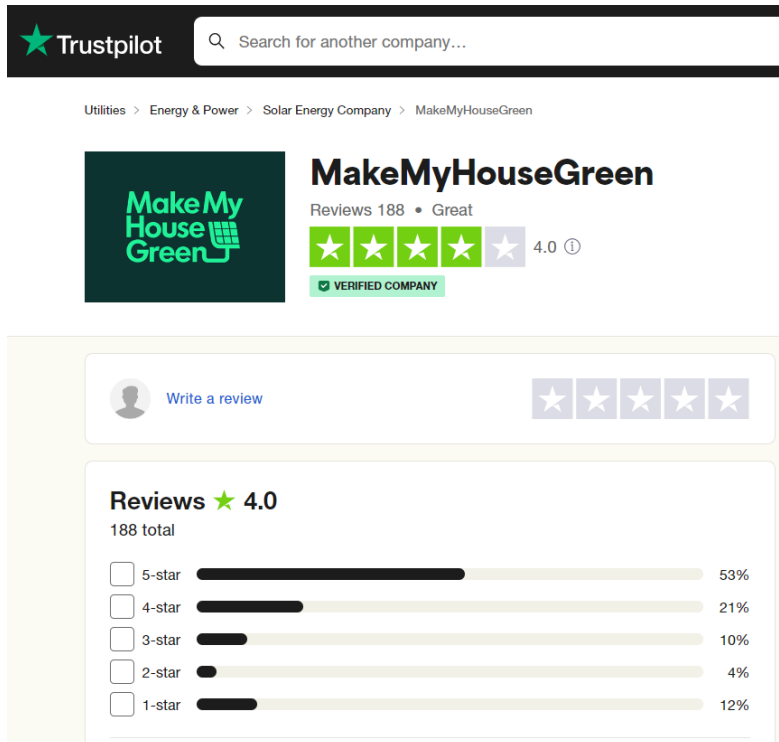 Trustpilot
Search for another company...
Utilities > Energy & Power > Solar Energy Company > MakeMyHouseGreen
Make My
House
Green
MakeMyHouseGreen
Reviews 188 • Great
4.0
VERIFIED COMPANY
Write a review
Reviews ★ 4.0
188 total
5-star 53%
4-star 21%
3-star 10%
2-star 4%
1-star 12%